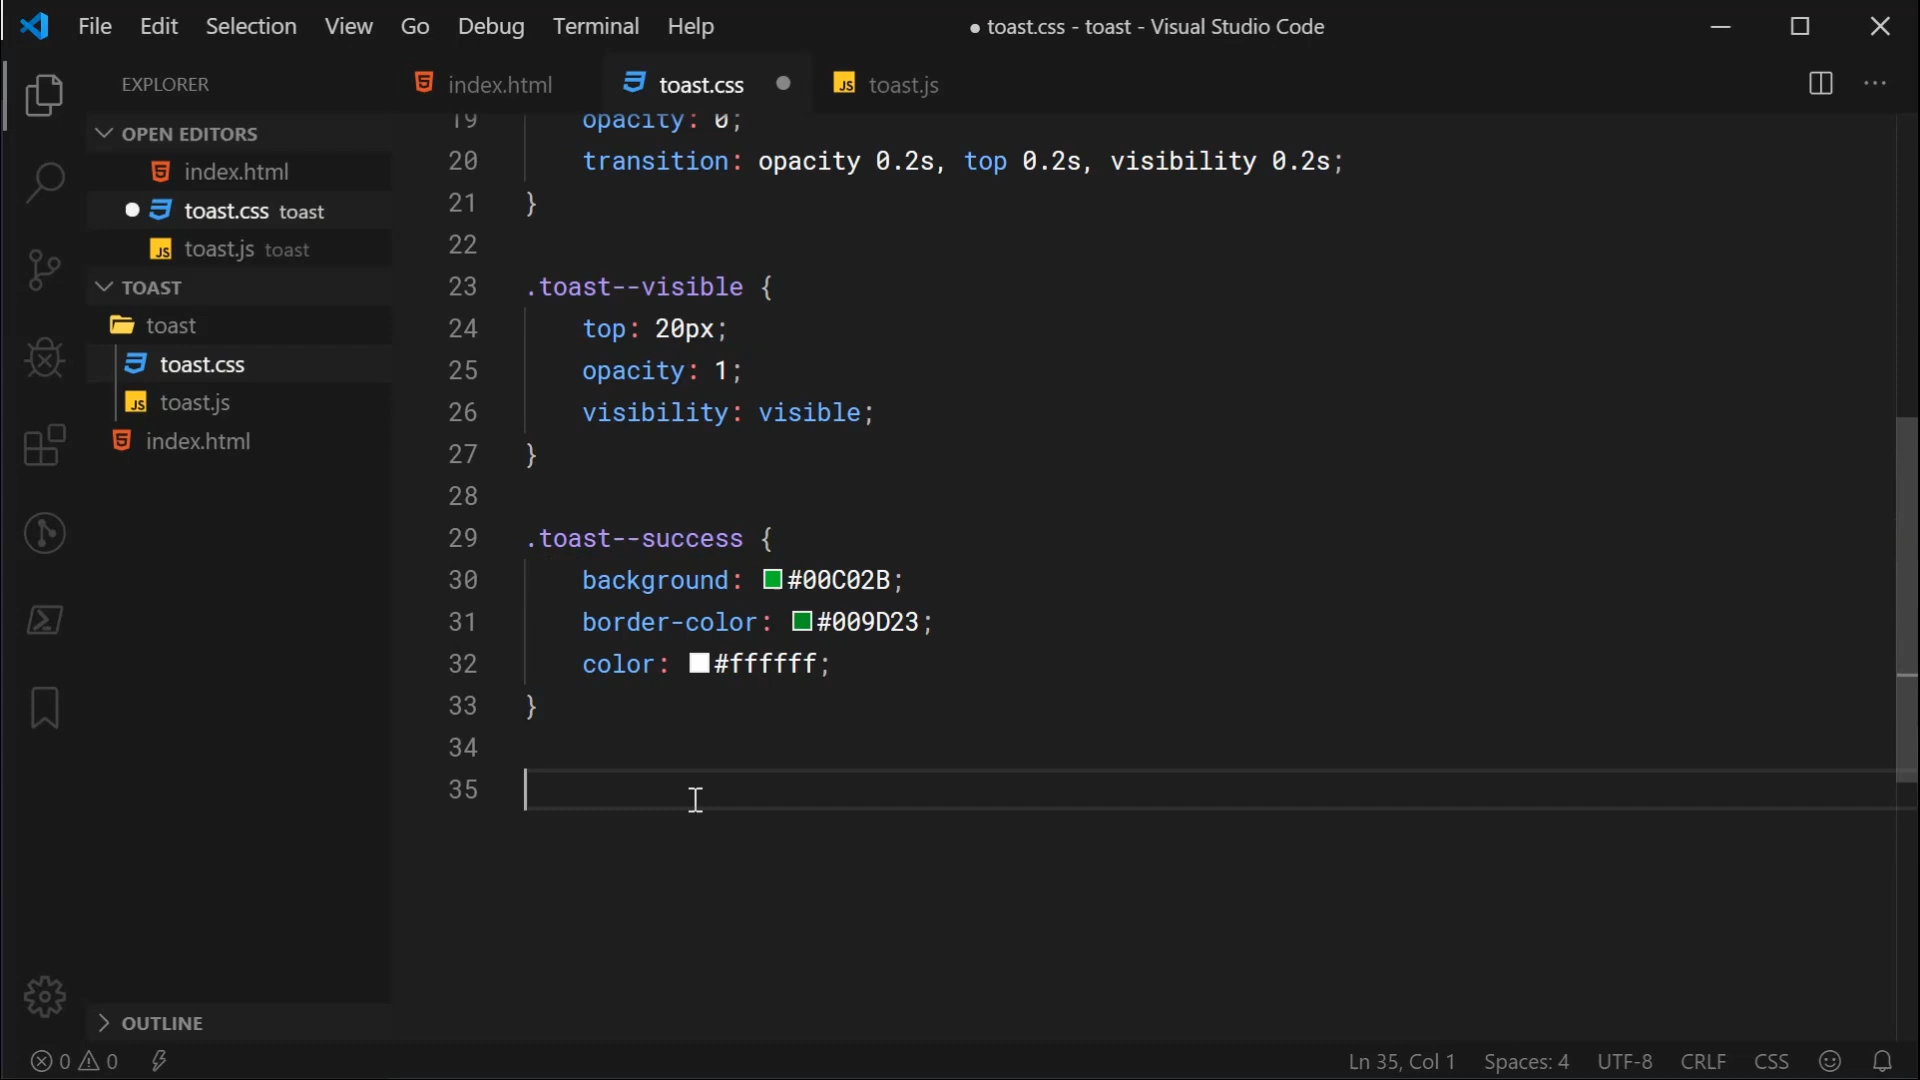 File Edit Selection View Go Debug Terminal Help
● toast.css - toast - Visual Studio Code
EXPLORER
OPEN EDITORS
index.html
toast.css toast
toast.js toast
TOAST
toast
toast.css
toast.js
index.html
OUTLINE
index.html toast.css toast.js
19 opacity: 0;
20 transition: opacity 0.2s, top 0.2s, visibility 0.2s;
21 }
22
23 .toast--visible {
24 top: 20px;
25 opacity: 1;
26 visibility: visible;
27 }
28
29 .toast--success {
30 background: #00C02B;
31 border-color: #009D23;
32 color: #ffffff;
33 }
34
35
0 0
Ln 35, Col 1 Spaces: 4 UTF-8 CRLF CSS